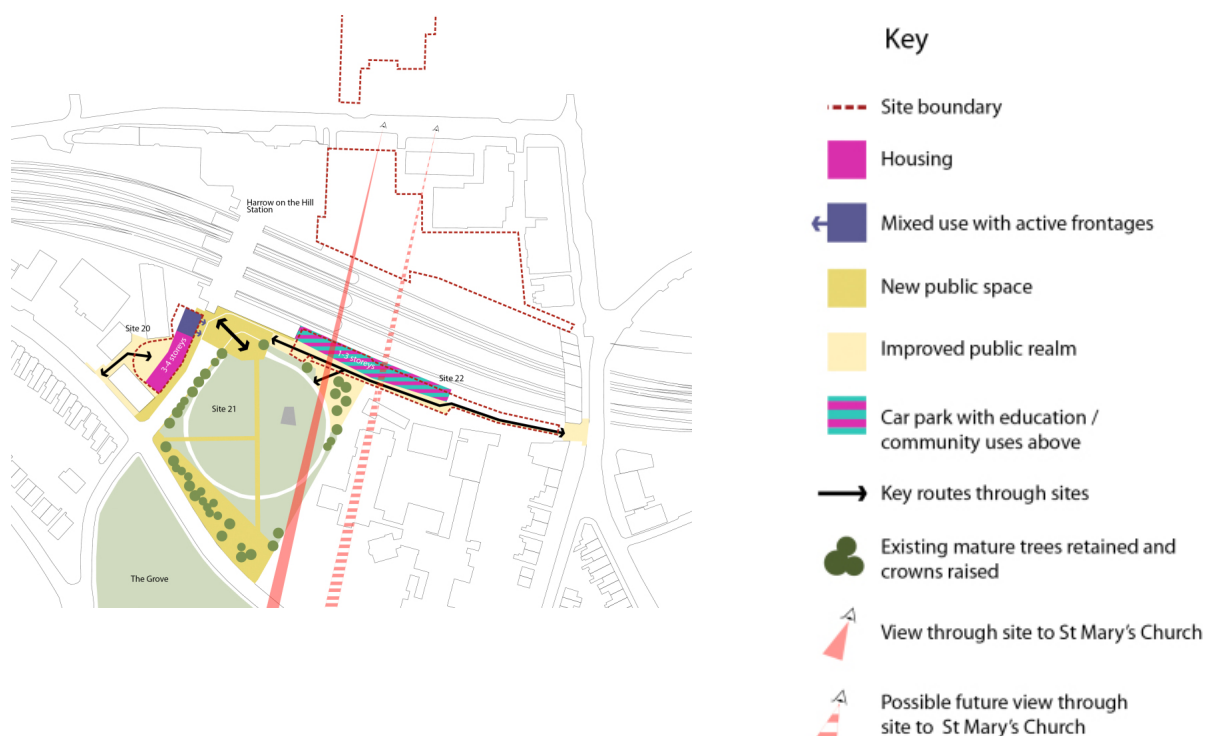 Key
Site boundary
Housing
Mixed use with active frontages
New public space
Improved public realm
Car park with education /
community uses above
Key routes through sites
Existing mature trees retained and
crowns raised
View through site to St Mary's Church
Possible future view through
site to St Mary's Church
Harrow on the Hill
Station
Site 20
3-4 storeys
1-3 storeys
Site 22
Site 21
The Grove